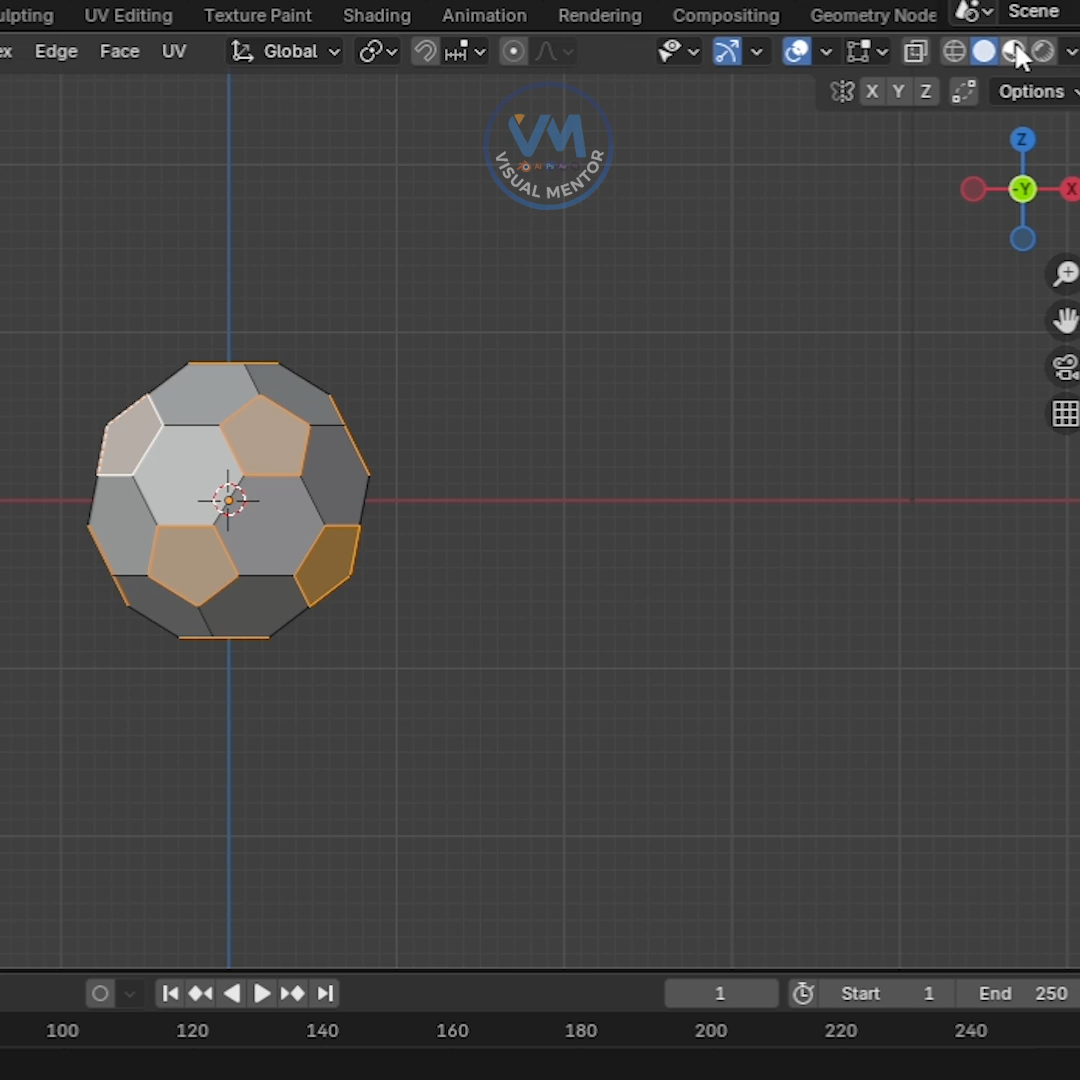 ulpting UV Editing Texture Paint Shading Animation Rendering Compositing Geometry Node Scene
ex Edge Face UV Global
X Y Z Options
Z
-Y X
VM
VISUAL MENTOR
1 Start 1 End 250
100 120 140 160 180 200 220 240